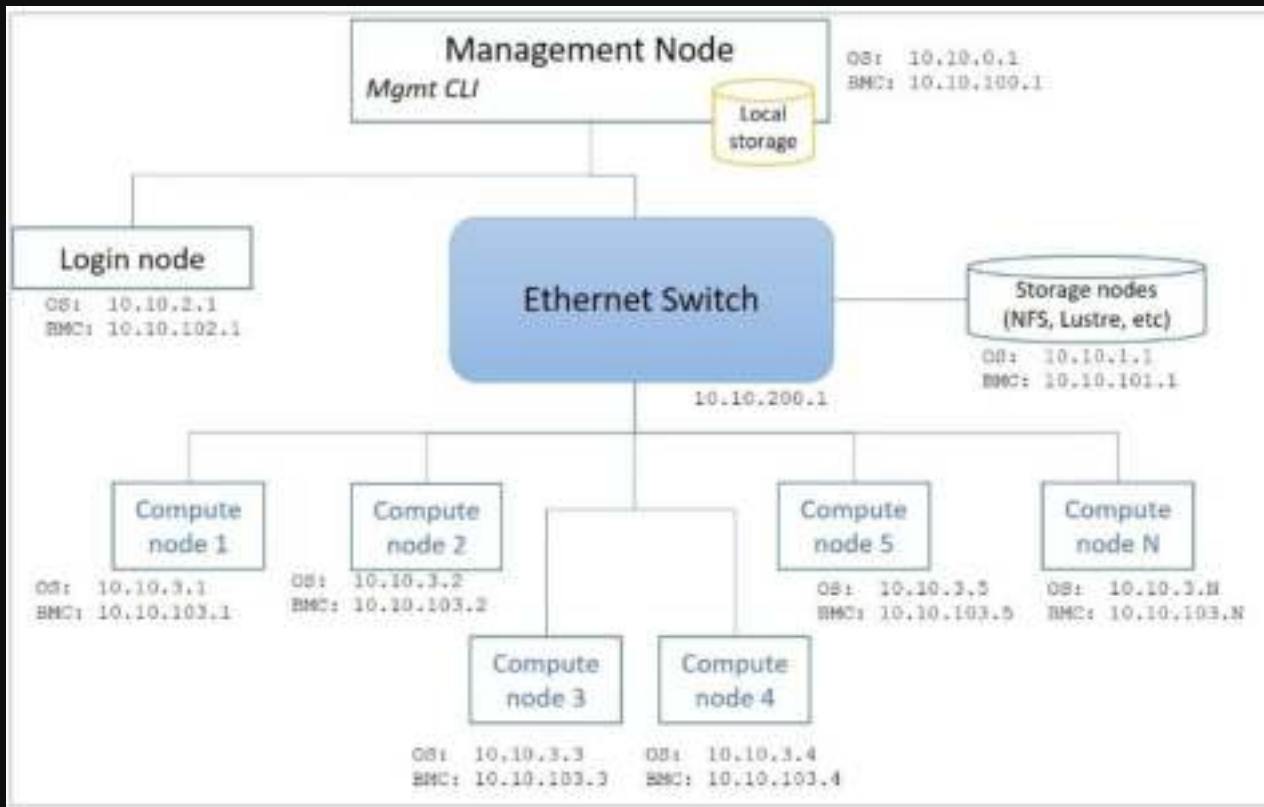 Management Node
Mgmt CLI
OS: 10.10.0.1
BMC: 10.10.100.1
Local
storage
Login node
OS: 10.10.2.1
BMC: 10.10.102.1
Ethernet Switch
10.10.200.1
Storage nodes
(NFS, Lustre, etc)
OS: 10.10.1.1
BMC: 10.10.101.1
Compute
node 1
OS: 10.10.3.1
BMC: 10.10.103.1
Compute
node 2
OS: 10.10.3.2
BMC: 10.10.103.2
Compute
node 5
OS: 10.10.3.5
BMC: 10.10.103.5
Compute
node N
OS: 10.10.3.N
BMC: 10.10.103.N
Compute
node 3
OS: 10.10.3.3
BMC: 10.10.103.3
Compute
node 4
OS: 10.10.3.4
BMC: 10.10.103.4